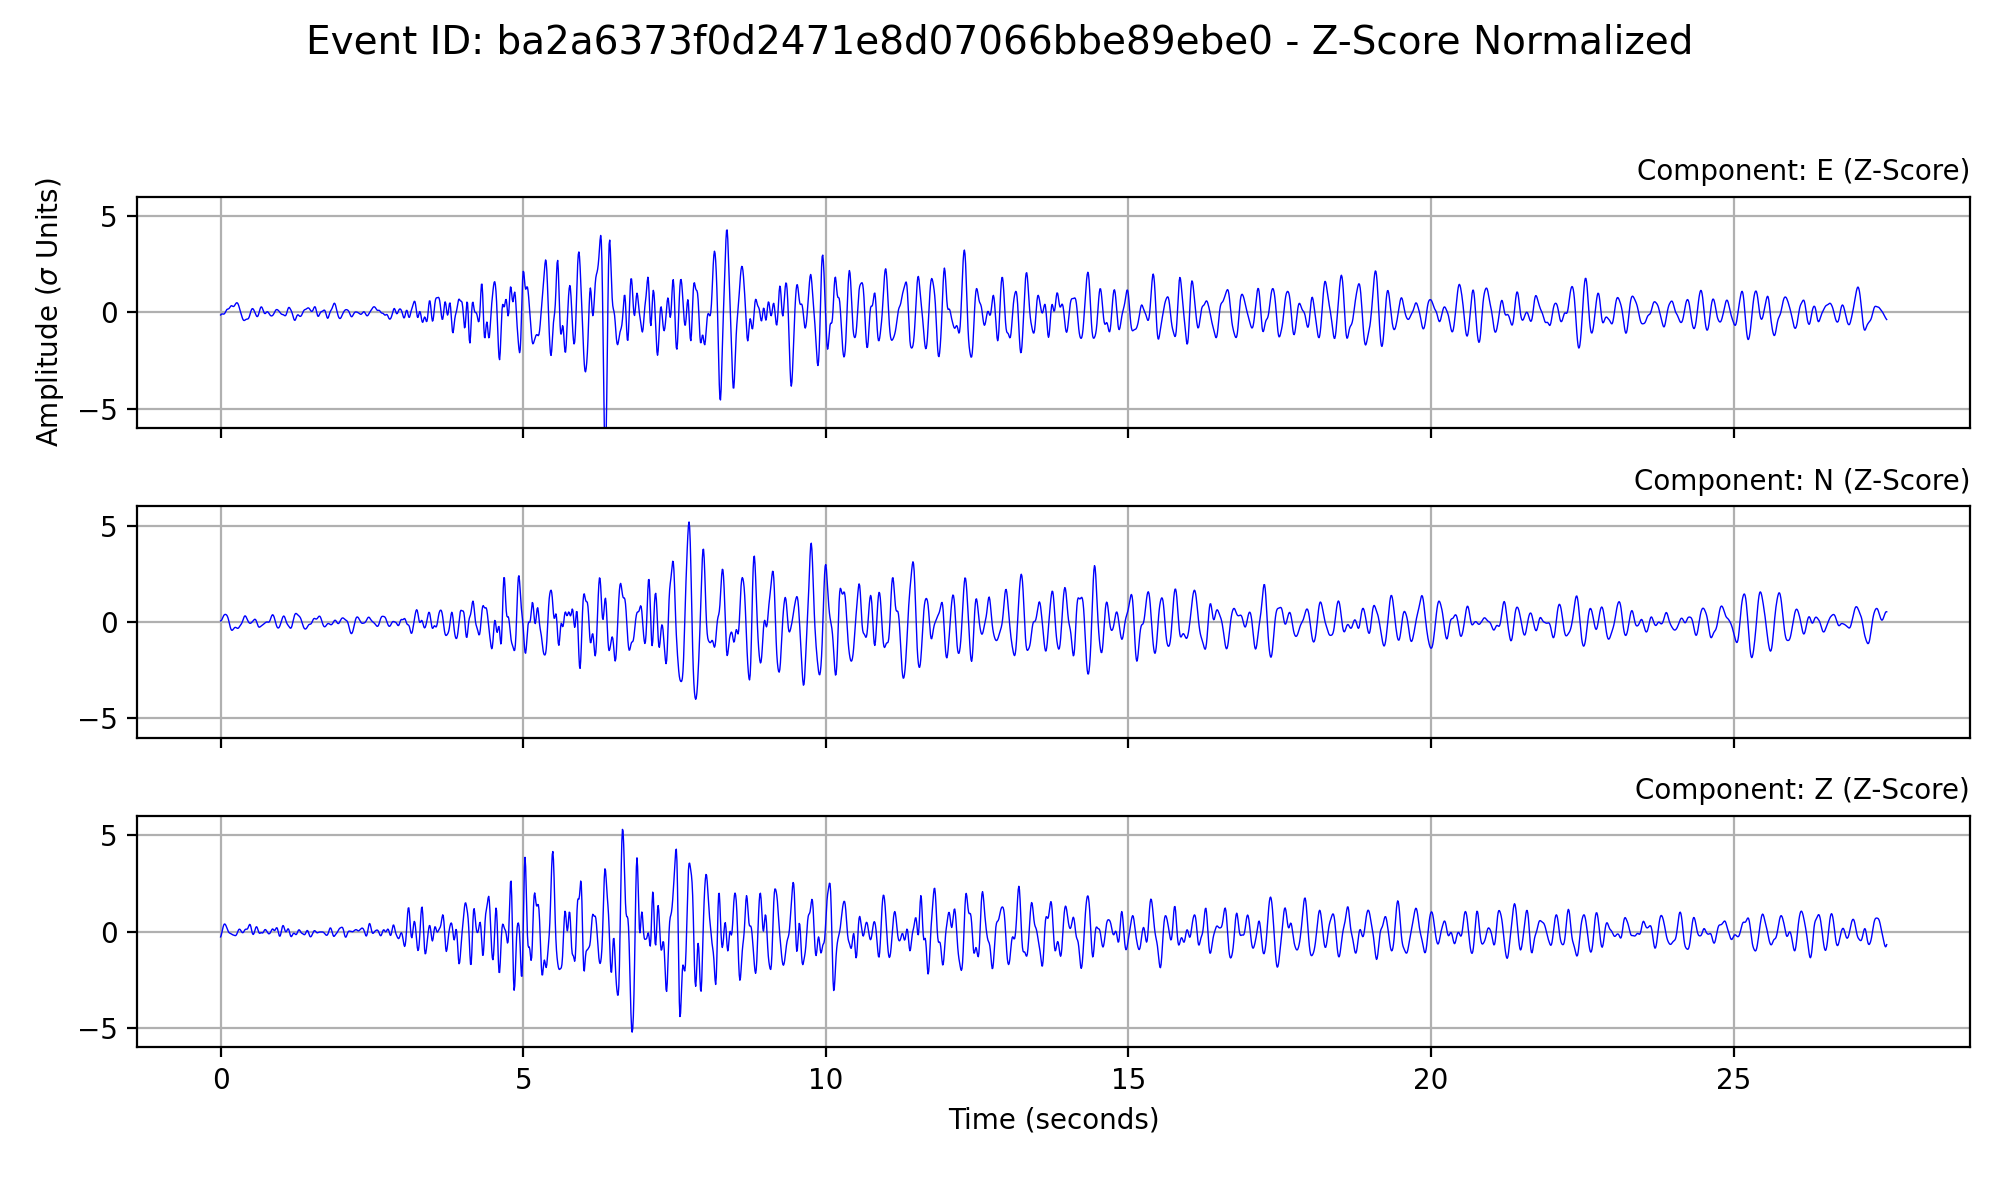 Event ID: ba2a6373f0d2471e8d07066bbe89ebe0 - Z-Score Normalized
Component: E (Z-Score)
Amplitude (σ Units)
5
0
−5
Component: N (Z-Score)
5
0
−5
Component: Z (Z-Score)
5
0
−5
0 5 10 15 20 25
Time (seconds)